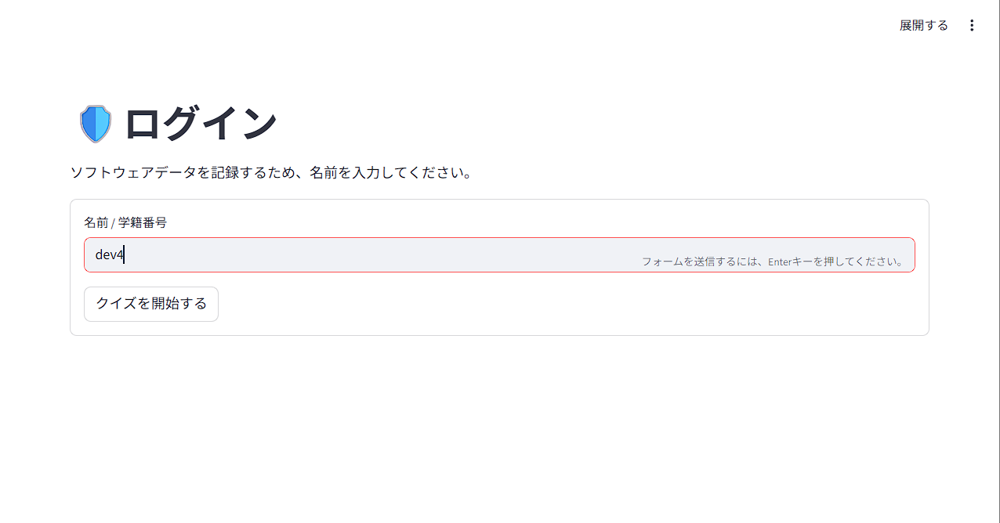 展開する
ログイン
ソフトウェアデータを記録するため、名前を入力してください。
名前 / 学籍番号
dev4
フォームを送信するには、Enterキーを押してください。
クイズを開始する